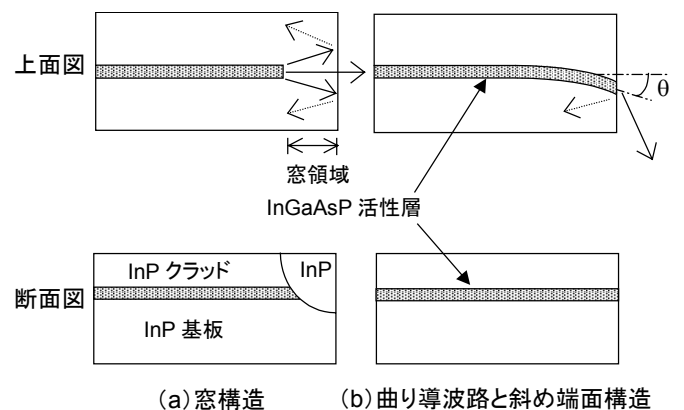 上面図
θ
窓領域
InGaAsP 活性層
断面図
InP クラッド
InP
InP 基板
(a)窓構造
(b)曲り導波路と斜め端面構造